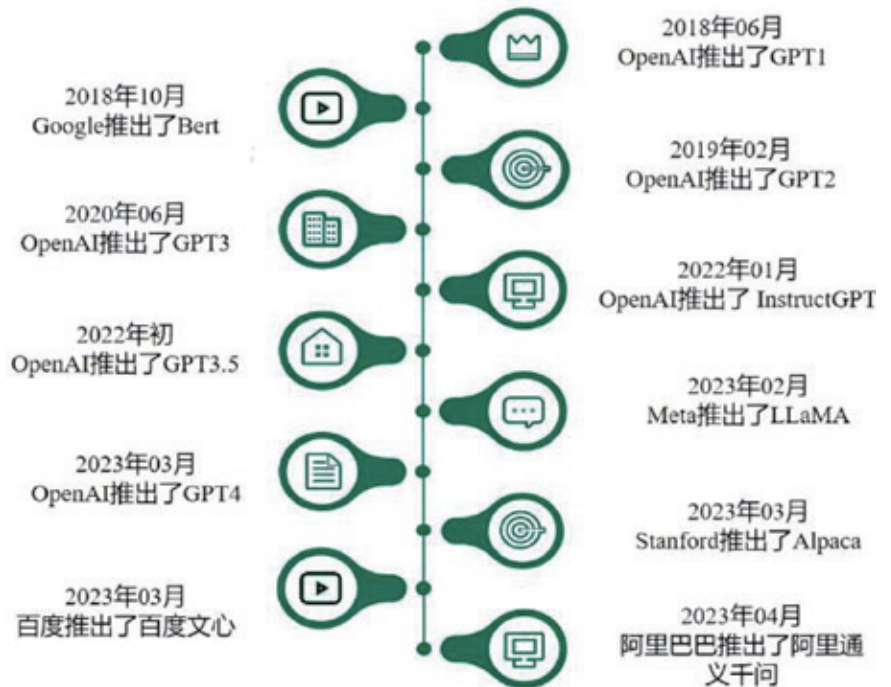 2018年06月
OpenAI推出了GPT1
2018年10月
Google推出了Bert
2019年02月
OpenAI推出了GPT2
2020年06月
OpenAI推出了GPT3
2022年01月
OpenAI推出了 InstructGPT
2022年初
OpenAI推出了GPT3.5
2023年02月
Meta推出了LLaMA
2023年03月
OpenAI推出了GPT4
2023年03月
Stanford推出了Alpaca
2023年03月
百度推出了百度文心
2023年04月
阿里巴巴推出了阿里通
义千问